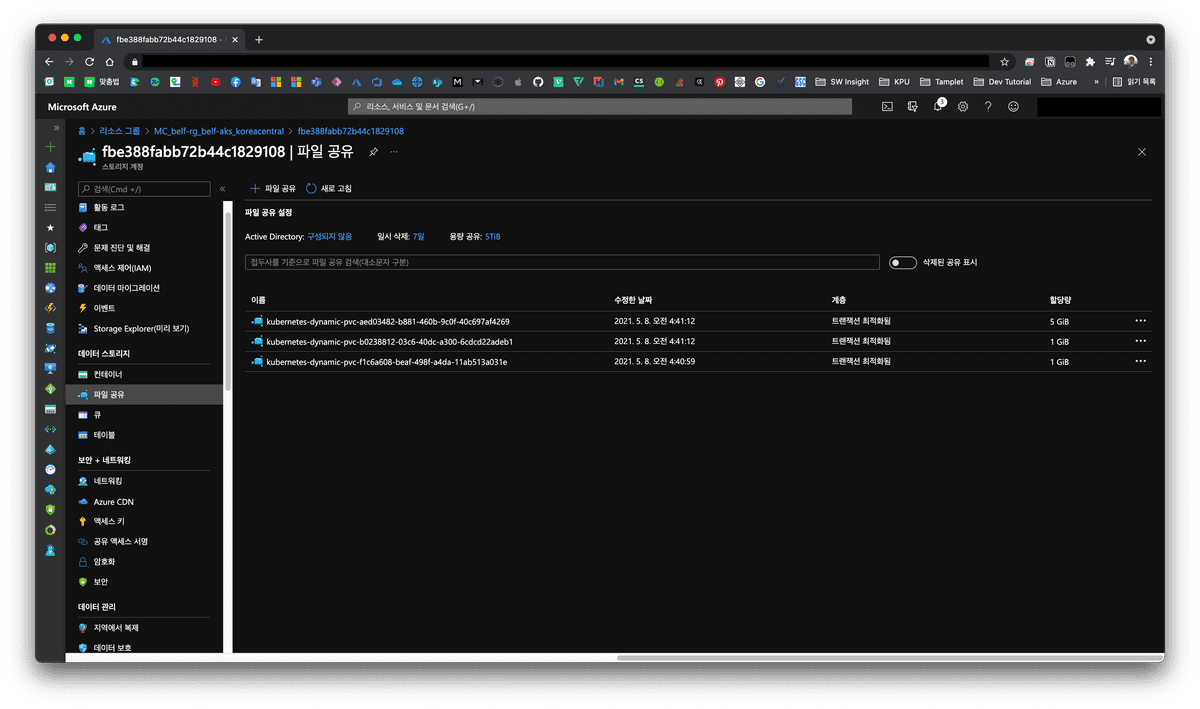 fbe388fabb72b44c1829108 -
맞춤법
SW Insight
KPU
Tamplet
Dev Tutorial
Azure
»
읽기 목록
Microsoft Azure
리소스, 서비스 및 문서 검색(G+/)
3
홈 > 리소스 그룹 > MC_belf-rg_belf-aks_koreacentral > fbe388fabb72b44c1829108
fbe388fabb72b44c1829108 | 파일 공유
스토리지 계정
검색(Cmd +/)
활동 로그
태그
문제 진단 및 해결
액세스 제어(IAM)
데이터 마이그레이션
이벤트
Storage Explorer(미리 보기)
데이터 스토리지
컨테이너
파일 공유
큐
테이블
보안 + 네트워킹
네트워킹
Azure CDN
액세스 키
공유 액세스 서명
암호화
보안
데이터 관리
지역에서 복제
데이터 보호
+ 파일 공유 새로 고침
파일 공유 설정
Active Directory: 구성되지 않음 일시 삭제: 7일 용량 공유: 5TiB
접두사를 기준으로 파일 공유 검색(대소문자 구분)
삭제된 공유 표시
이름 수정한 날짜 계층 할당량
kubernetes-dynamic-pvc-aed03482-b881-460b-9c0f-40c697af4269 2021. 5. 8. 오전 4:41:12 트랜잭션 최적화됨 5 GiB
kubernetes-dynamic-pvc-b0238812-03c6-40dc-a300-6cdcd22adeb1 2021. 5. 8. 오전 4:41:12 트랜잭션 최적화됨 1 GiB
kubernetes-dynamic-pvc-f1c6a608-beaf-498f-a4da-11ab513a031e 2021. 5. 8. 오전 4:40:59 트랜잭션 최적화됨 1 GiB